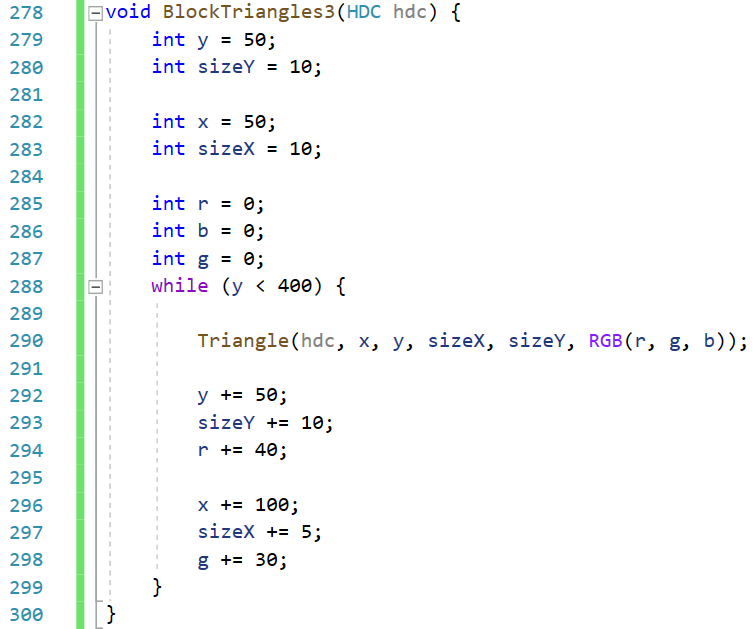 278 void BlockTriangles3(HDC hdc) {
279     int y = 50;
280     int sizeY = 10;
281
282     int x = 50;
283     int sizeX = 10;
284
285     int r = 0;
286     int b = 0;
287     int g = 0;
288     while (y < 400) {
289
290         Triangle(hdc, x, y, sizeX, sizeY, RGB(r, g, b));
291
292         y += 50;
293         sizeY += 10;
294         r += 40;
295
296         x += 100;
297         sizeX += 5;
298         g += 30;
299     }
300 }